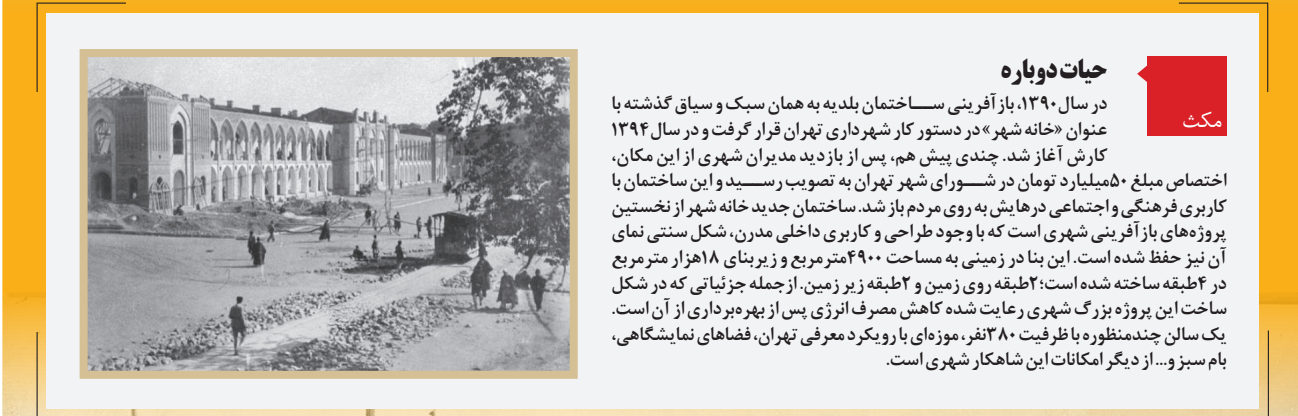 مکث
حیات دوباره
در سال ۱۳۹۰، بازآفرینی ســـاختمان بلدیه به همان سبک و سیاق گذشته با
عنوان «خانه شهر» در دستور کار شهرداری تهران قرار گرفت و در سال ۱۳۹۴
کارش آغاز شد. چندی پیش هم، پس از بازدید مدیران شهری از این مکان،
اختصاص مبلغ ۵۰میلیارد تومان در شـــورای شهر تهران به تصویب رســـید و این ساختمان با
کاربری فرهنگی و اجتماعی درهایش به روی مردم باز شد. ساختمان جدید خانه شهر از نخستین
پروژه‌های بازآفرینی شهری است که با وجود طراحی و کاربری داخلی مدرن، شکل سنتی نمای
آن نیز حفظ شده است. این بنا در زمینی به مساحت ۴۹۰۰مترمربع و زیربنای ۱۸هزار مترمربع
در ۴طبقه ساخته شده است؛۲طبقه روی زمین و ۲طبقه زیر زمین. ازجمله جزئیاتی که در شکل
ساخت این پروژه بزرگ شهری رعایت شده کاهش مصرف انرژی پس از بهره‌برداری از آن است.
یک سالن چندمنظوره با ظرفیت ۳۸۰نفر، موزه‌ای با رویکرد معرفی تهران، فضاهای نمایشگاهی،
بام سبز و... از دیگر امکانات این شاهکار شهری است.